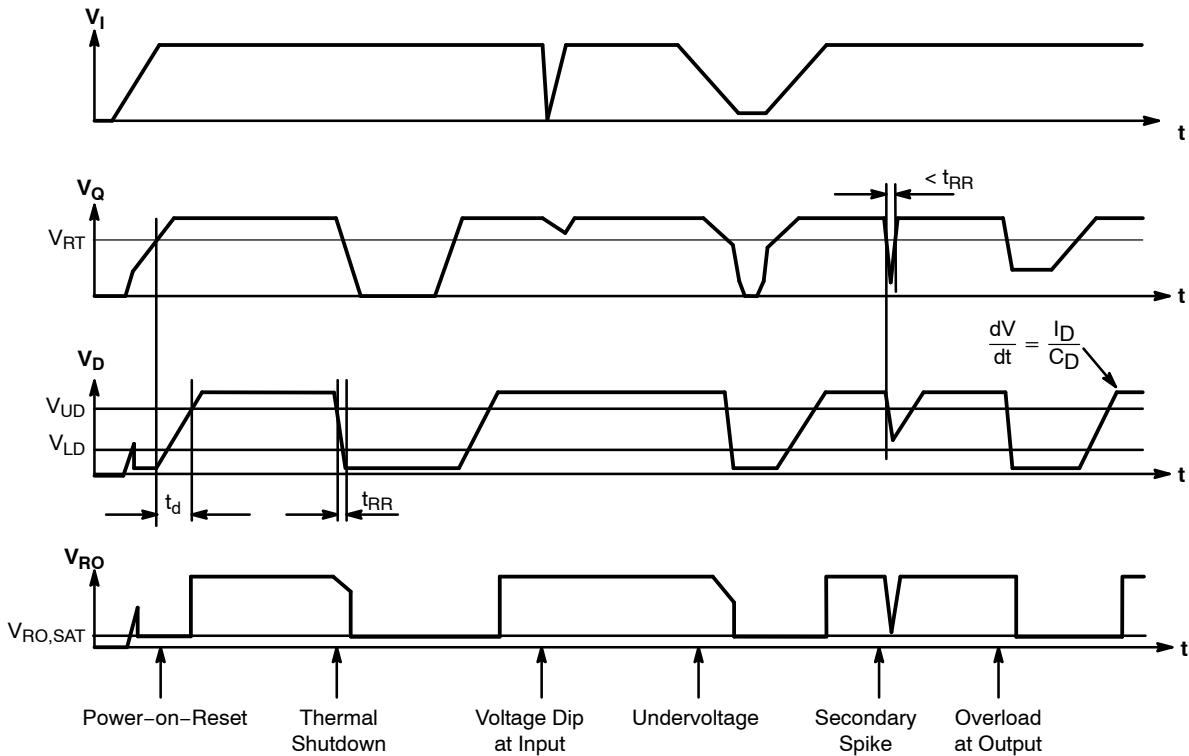 V_I
t
V_Q
< t_RR
V_RT
t
V_D
dV/dt = I_D/C_D
V_UD
V_LD
t
t_d
t_RR
V_RO
V_RO,SAT
t
Power−on−Reset
Thermal
Shutdown
Voltage Dip
at Input
Undervoltage
Secondary
Spike
Overload
at Output